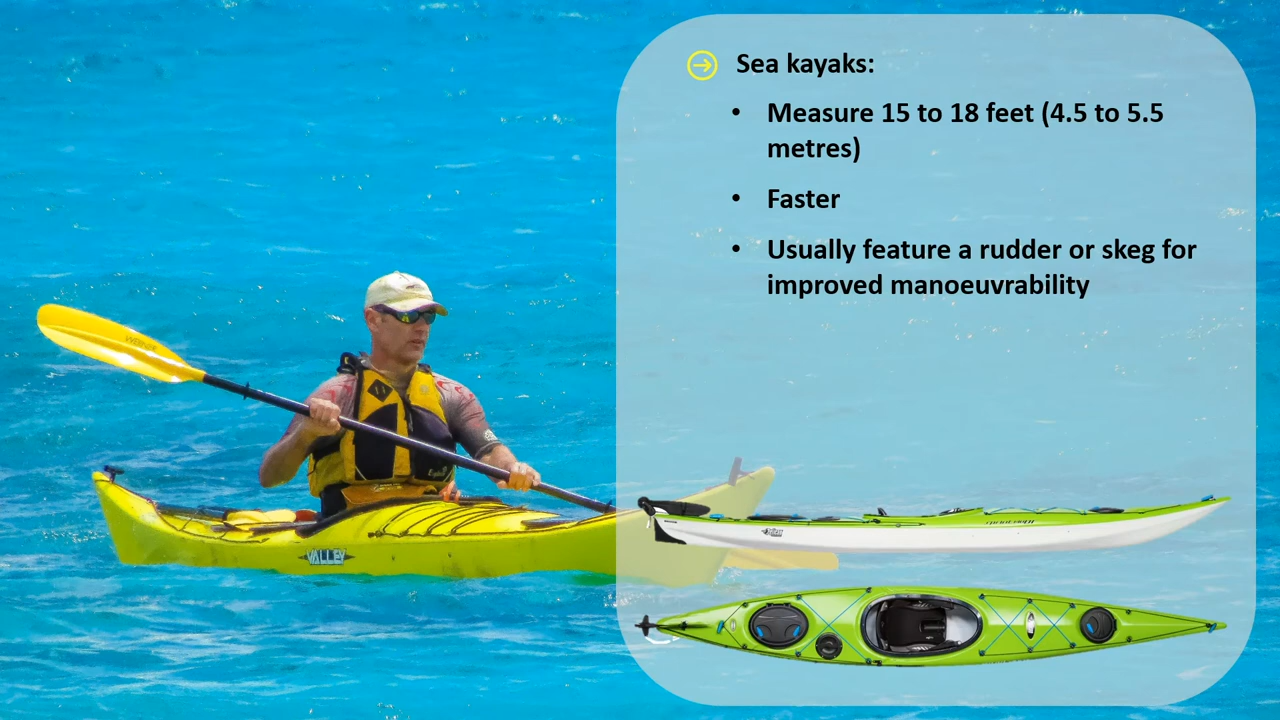 Sea kayaks:
• Measure 15 to 18 feet (4.5 to 5.5
metres)
• Faster
• Usually feature a rudder or skeg for
improved manoeuvrability
WERNER
VALLEY